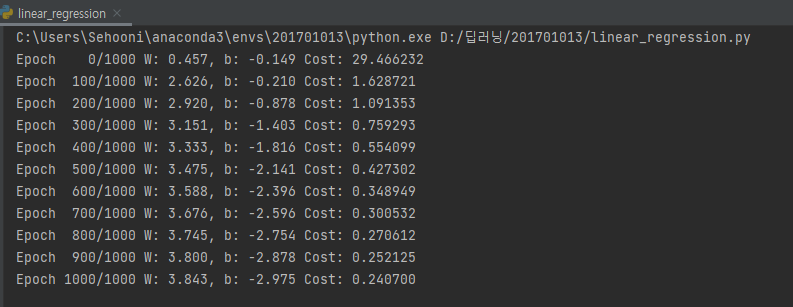 linear_regression
C:\Users\Sehooni\anaconda3\envs\201701013\python.exe D:/딥러닝/201701013/linear_regression.py
Epoch    0/1000 W: 0.457, b: -0.149 Cost: 29.466232
Epoch  100/1000 W: 2.626, b: -0.210 Cost: 1.628721
Epoch  200/1000 W: 2.920, b: -0.878 Cost: 1.091353
Epoch  300/1000 W: 3.151, b: -1.403 Cost: 0.759293
Epoch  400/1000 W: 3.333, b: -1.816 Cost: 0.554099
Epoch  500/1000 W: 3.475, b: -2.141 Cost: 0.427302
Epoch  600/1000 W: 3.588, b: -2.396 Cost: 0.348949
Epoch  700/1000 W: 3.676, b: -2.596 Cost: 0.300532
Epoch  800/1000 W: 3.745, b: -2.754 Cost: 0.270612
Epoch  900/1000 W: 3.800, b: -2.878 Cost: 0.252125
Epoch 1000/1000 W: 3.843, b: -2.975 Cost: 0.240700